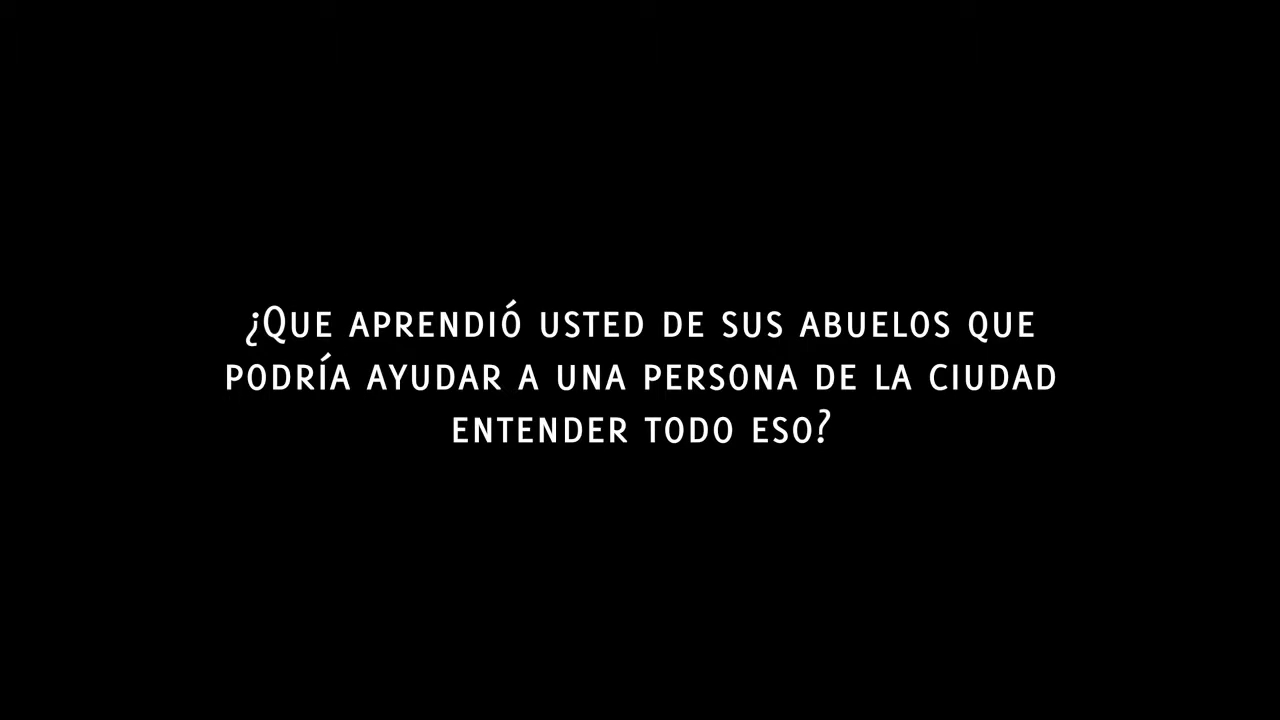 ¿Que aprendió usted de sus abuelos que
podría ayudar a una persona de la ciudad
entender todo eso?